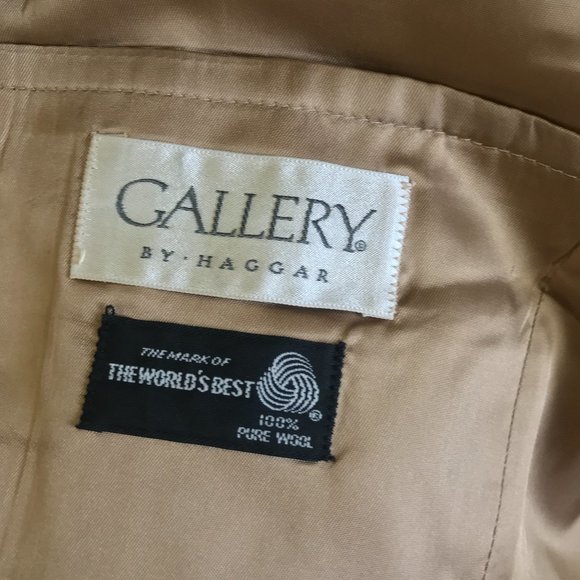 GALLERY©
BY · HAGGAR
THE MARK OF
THE WORLD'S BEST
100%
PURE WOOL
®